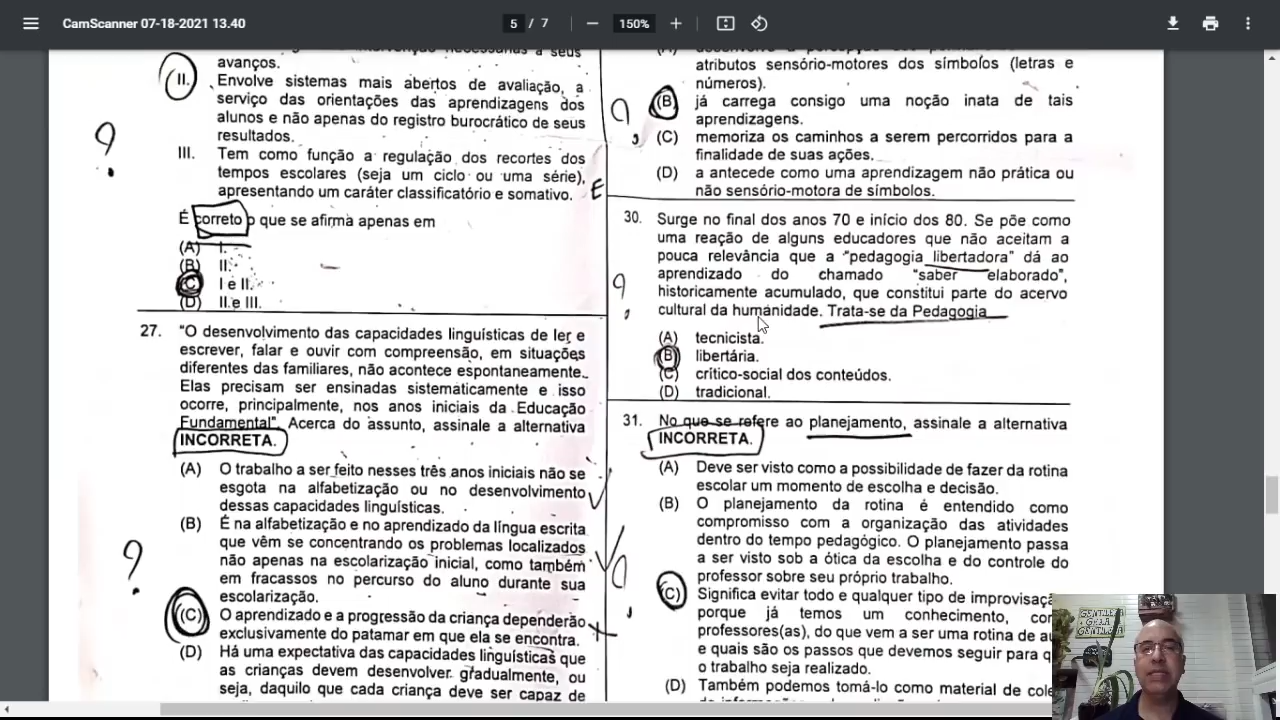 CamScanner 07-18-2021 13.40
5 / 7
150%
avanços.
II. Envolve sistemas mais abertos de avaliação, a
serviço das orientações das aprendizagens dos
alunos e não apenas do registro burocrático de seus
resultados.
III. Tem como função a regulação dos recortes dos
tempos escolares (seja um ciclo ou uma série),
apresentando um caráter classificatório e somativo. E
É correto o que se afirma apenas em
(A) I.
(B) II.
(C) I e II.
(D) II e III.
27. "O desenvolvimento das capacidades linguísticas de ler e
escrever, falar e ouvir com compreensão, em situações
diferentes das familiares, não acontece espontaneamente.
Elas precisam ser ensinadas sistematicamente e isso
ocorre, principalmente, nos anos iniciais da Educação
Fundamental". Acerca do assunto, assinale a alternativa
INCORRETA.
(A) O trabalho a ser feito nesses três anos iniciais não se
esgota na alfabetização ou no desenvolvimento
dessas capacidades linguísticas.
(B) É na alfabetização e no aprendizado da língua escrita
que vêm se concentrando os problemas localizados
não apenas na escolarização inicial, como também
em fracassos no percurso do aluno durante sua
escolarização.
(C) O aprendizado e a progressão da criança dependerão
exclusivamente do patamar em que ela se encontra.
(D) Há uma expectativa das capacidades linguísticas que
as crianças devem desenvolver gradualmente, ou
seja, daquilo que cada criança deve ser capaz de
atributos sensório-motores dos símbolos (letras e
números).
(B) já carrega consigo uma noção inata de tais
aprendizagens.
(C) memoriza os caminhos a serem percorridos para a
finalidade de suas ações.
(D) a antecede como uma aprendizagem não prática ou
não sensório-motora de símbolos.
30. Surge no final dos anos 70 e início dos 80. Se põe como
uma reação de alguns educadores que não aceitam a
pouca relevância que a "pedagogia libertadora" dá ao
aprendizado do chamado "saber elaborado",
historicamente acumulado, que constitui parte do acervo
cultural da humanidade. Trata-se da Pedagogia
(A) tecnicista.
(B) libertária.
(C) crítico-social dos conteúdos.
(D) tradicional.
31. No que se refere ao planejamento, assinale a alternativa
INCORRETA.
(A) Deve ser visto como a possibilidade de fazer da rotina
escolar um momento de escolha e decisão.
(B) O planejamento da rotina é entendido como
compromisso com a organização das atividades
dentro do tempo pedagógico. O planejamento passa
a ser visto sob a ótica da escolha e do controle do
professor sobre seu próprio trabalho.
(C) Significa evitar todo e qualquer tipo de improvisaç
porque já temos um conhecimento, com
professores(as), do que vem a ser uma rotina de au
e quais são os passos que devemos seguir para q
o trabalho seja realizado.
(D) Também podemos tomá-lo como material de cole
GENTILEZA
GERA
GENTILEZA